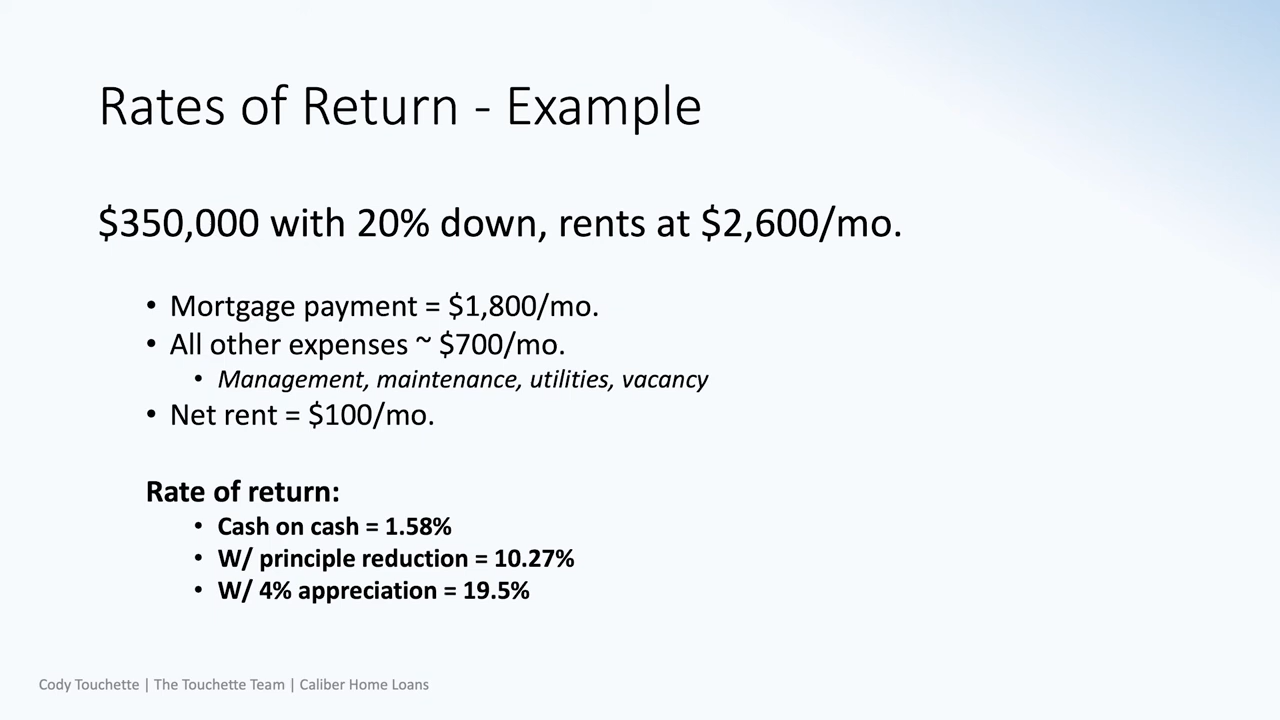 Rates of Return - Example
$350,000 with 20% down, rents at $2,600/mo.
• Mortgage payment = $1,800/mo.
• All other expenses ~ $700/mo.
• Management, maintenance, utilities, vacancy
• Net rent = $100/mo.
Rate of return:
• Cash on cash = 1.58%
• W/ principle reduction = 10.27%
• W/ 4% appreciation = 19.5%
Cody Touchette | The Touchette Team | Caliber Home Loans